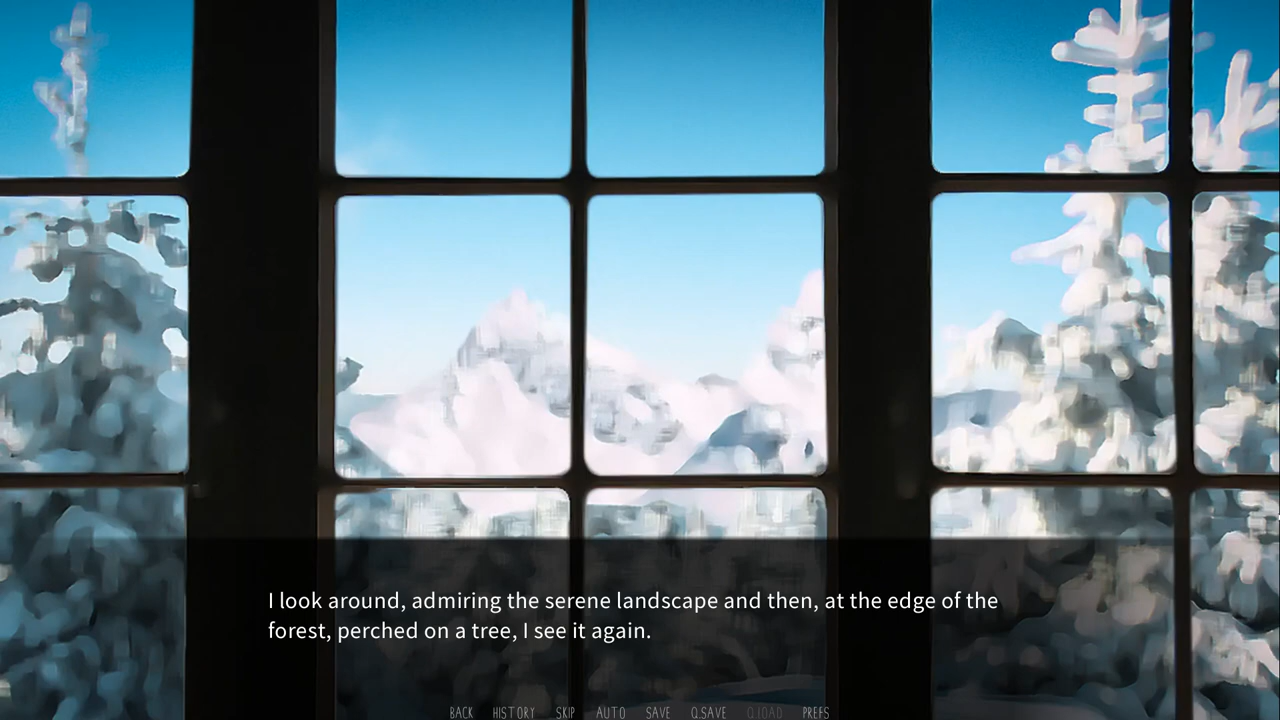 I look around, admiring the serene landscape and then, at the edge of the
forest, perched on a tree, I see it again.
BACK HISTORY SKIP AUTO SAVE Q.SAVE Q.LOAD PREFS